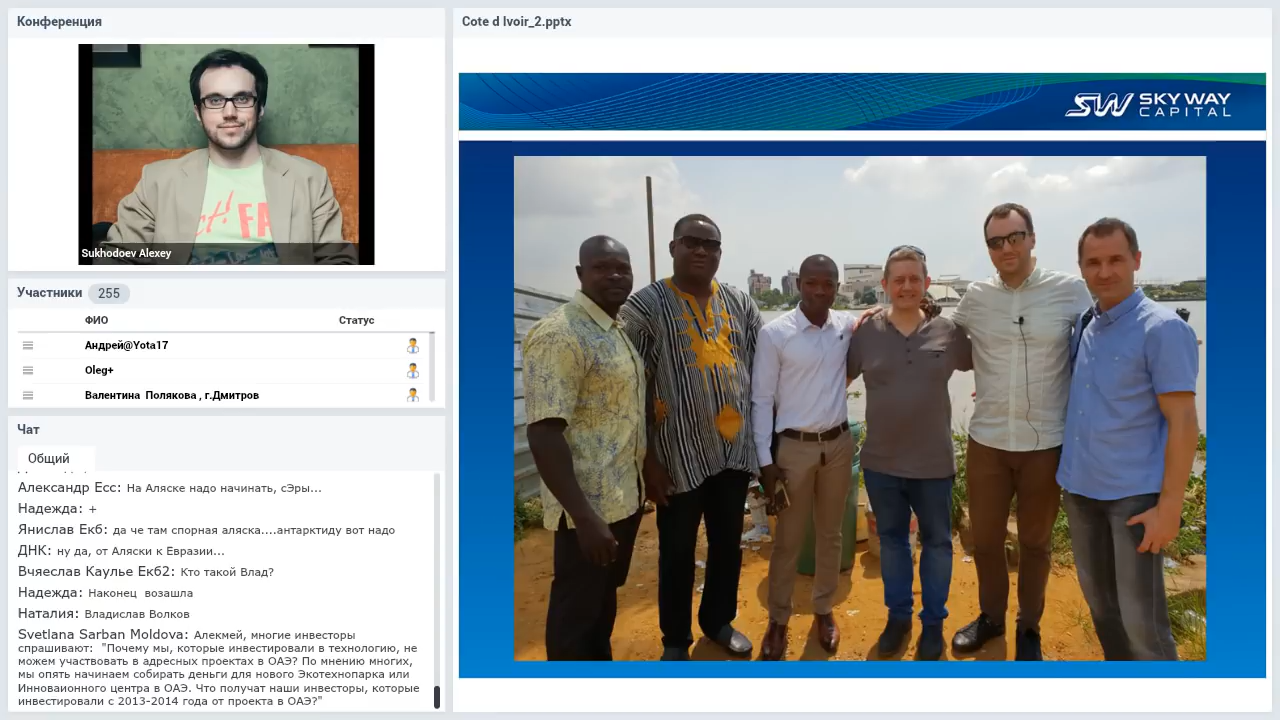 Конференция
Sukhodoev Alexey
Участники 255
ФИО Статус
Андрей@Yota17
Oleg+
Валентина Полякова , г.Дмитров
Чат
Общий
Александр Есс: На Аляске надо начинать, сЭры...
Надежда: +
Янислав Екб: да че там спорная аляска....антарктиду вот надо
ДНК: ну да, от Аляски к Евразии...
Вчяеслав Каулье Екб2: Кто такой Влад?
Надежда: Наконец возашла
Наталия: Владислав Волков
Svetlana Sarban Moldova: Алекмей, многие инвесторы
спрашивают: "Почему мы, которые инвестировали в технологию, не
можем участвовать в адресных проектах в ОАЭ? По мнению многих,
мы опять начинаем собирать деньги для нового Экотехнопарка или
Инноваионного центра в ОАЭ. Что получат наши инвесторы, которые
инвестировали с 2013-2014 года от проекта в ОАЭ?"
Cote d Ivoir_2.pptx
SW SKY WAY
CAPITAL